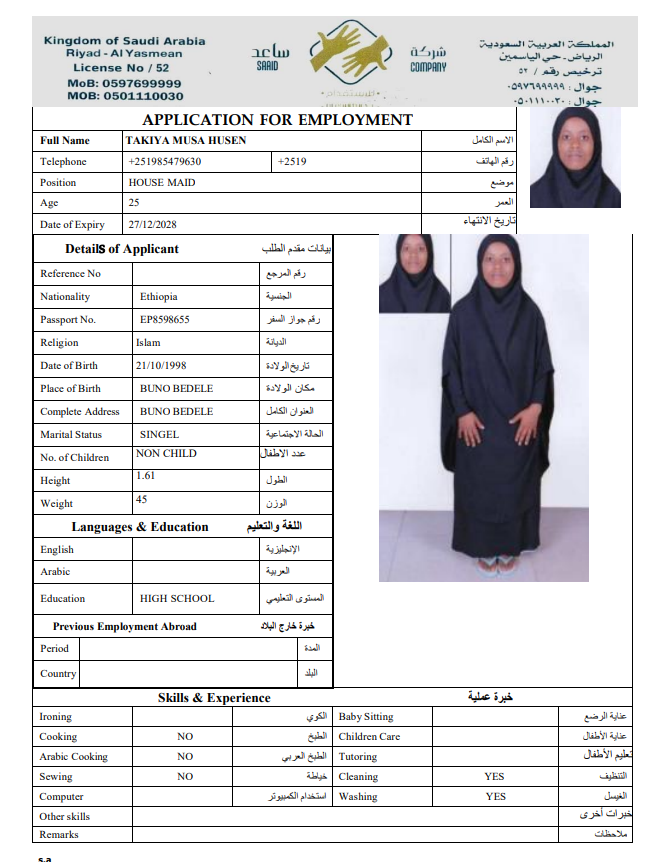 Kingdom of Saudi Arabia
Riyadh - Al Yasmean
License No / 52
MoB: 0597699999
MOB: 0501110030
ساعد
SAAID
شركة
COMPANY
للإستقدام
المملكة العربية السعودية
الرياض - حي الياسمين
ترخيص رقم / ٥٢
جوال : ٠٥٩٧٦٩٩٩٩٩
جوال : ٠٥٠١١١٠٠٣٠
APPLICATION FOR EMPLOYMENT
Full Name TAKIYA MUSA HUSEN الاسم الكامل
Telephone +251985479630 +2519 رقم الهاتف
Position HOUSE MAID موضع
Age 25 العمر
Date of Expiry 27/12/2028 تاريخ الانتهاء
Details of Applicant بيانات مقدم الطلب
Reference No رقم المرجع
Nationality Ethiopia الجنسية
Passport No. EP8598655 رقم جواز السفر
Religion Islam الديانة
Date of Birth 21/10/1998 تاريخ الولادة
Place of Birth BUNO BEDELE مكان الولادة
Complete Address BUNO BEDELE العنوان الكامل
Marital Status SINGEL الحالة الاجتماعية
No. of Children NON CHILD عدد الاطفال
Height 1.61 الطول
Weight 45 الوزن
Languages & Education اللغة والتعليم
English الإنجليزية
Arabic العربية
Education HIGH SCHOOL المستوى التعليمي
Previous Employment Abroad خبرة خارج البلاد
Period المدة
Country البلد
Skills & Experience خبرة عملية
Ironing الكوي Baby Sitting عناية الرضع
Cooking NO الطبخ Children Care عناية الأطفال
Arabic Cooking NO الطبخ العربي Tutoring تعليم الأطفال
Sewing NO خياطة Cleaning YES التنظيف
Computer استخدام الكمبيوتر Washing YES الغيسل
Other skills خبرات أخرى
Remarks ملاحظات
s.a